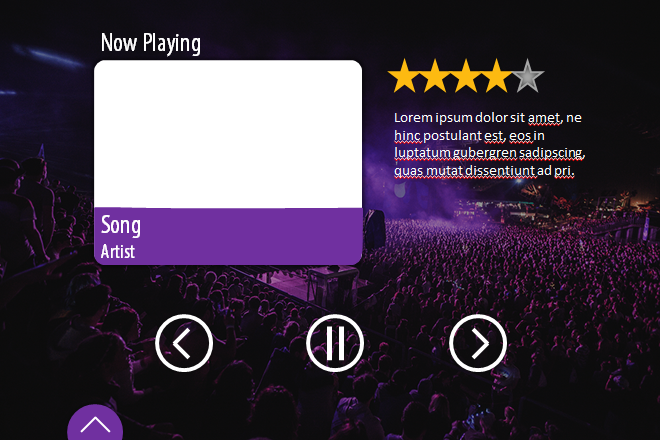 Now Playing
Lorem ipsum dolor sit amet, ne
hinc postulant est, eos in
luptatum gubergren sadipscing,
quas mutat dissentiunt ad pri.
Song
Artist